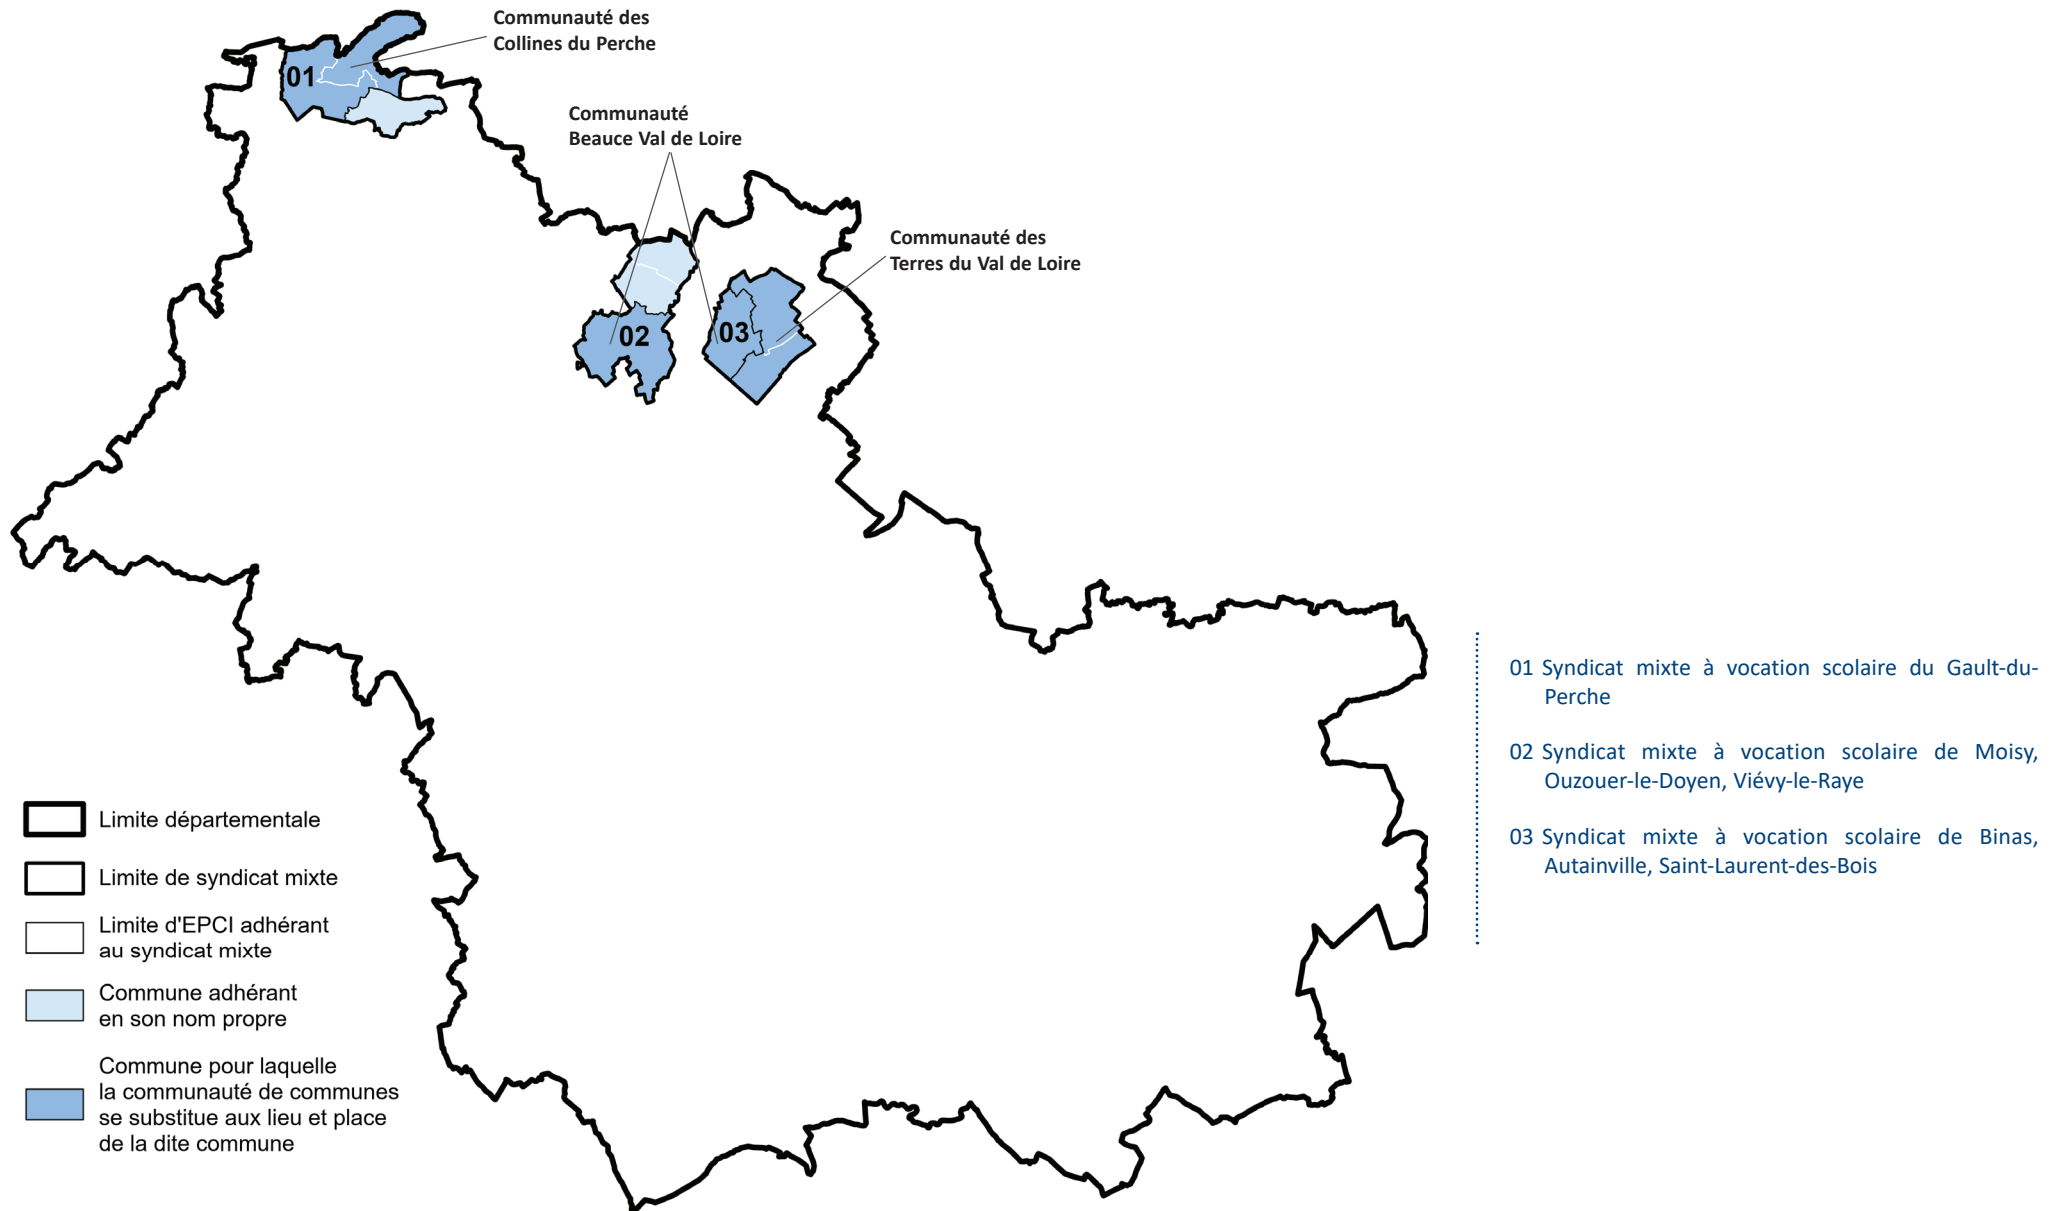 Communauté des
Collines du Perche
01
Communauté
Beauce Val de Loire
Communauté des
Terres du Val de Loire
02
03
01 Syndicat mixte à vocation scolaire du Gault-du-
Perche
02 Syndicat mixte à vocation scolaire de Moisy,
Ouzouer-le-Doyen, Viévy-le-Raye
03 Syndicat mixte à vocation scolaire de Binas,
Autainville, Saint-Laurent-des-Bois
Limite départementale
Limite de syndicat mixte
Limite d'EPCI adhérant
au syndicat mixte
Commune adhérant
en son nom propre
Commune pour laquelle
la communauté de communes
se substitue aux lieu et place
de la dite commune